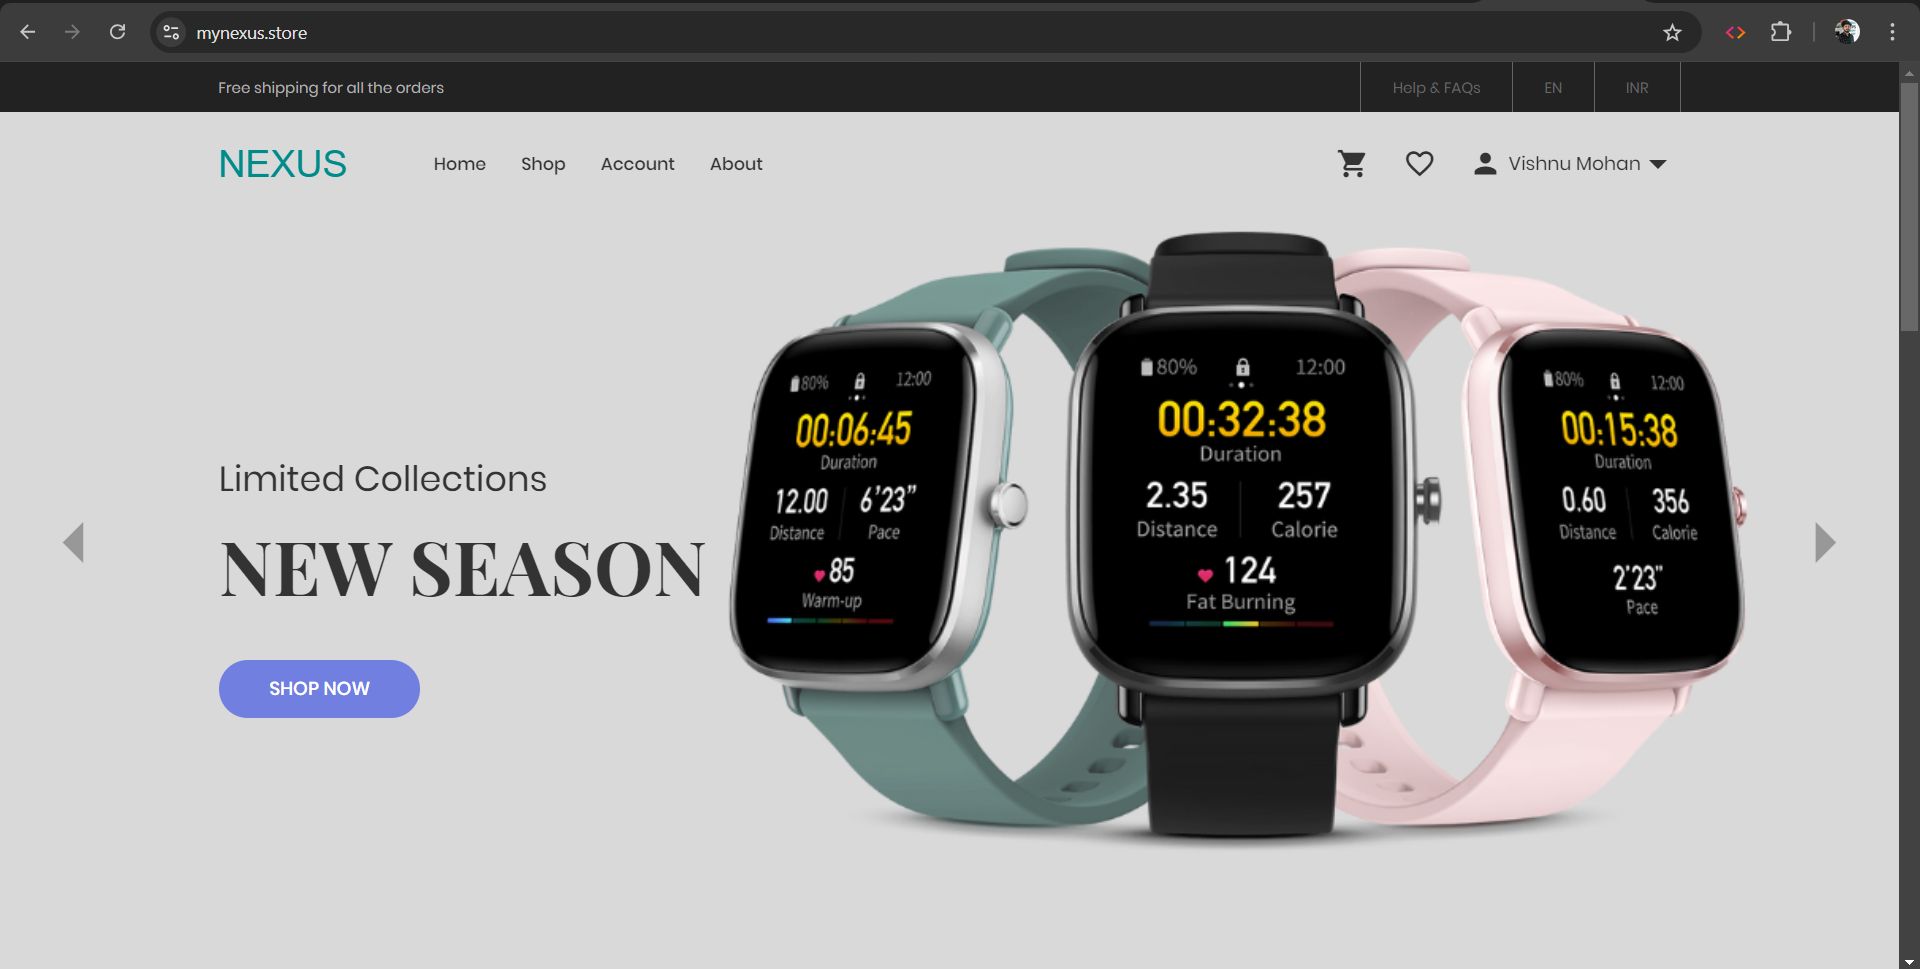 mynexus.store
Free shipping for all the orders
Help & FAQs
EN
INR
NEXUS
Home
Shop
Account
About
Vishnu Mohan
Limited Collections
NEW SEASON
SHOP NOW
80% 12:00
00:06:45
Duration
12.00 6'23"
Distance Pace
85
Warm-up
80% 12:00
00:32:38
Duration
2.35 257
Distance Calorie
124
Fat Burning
80% 12:00
00:15:38
Duration
0.60 356
Distance Calorie
2'23"
Pace